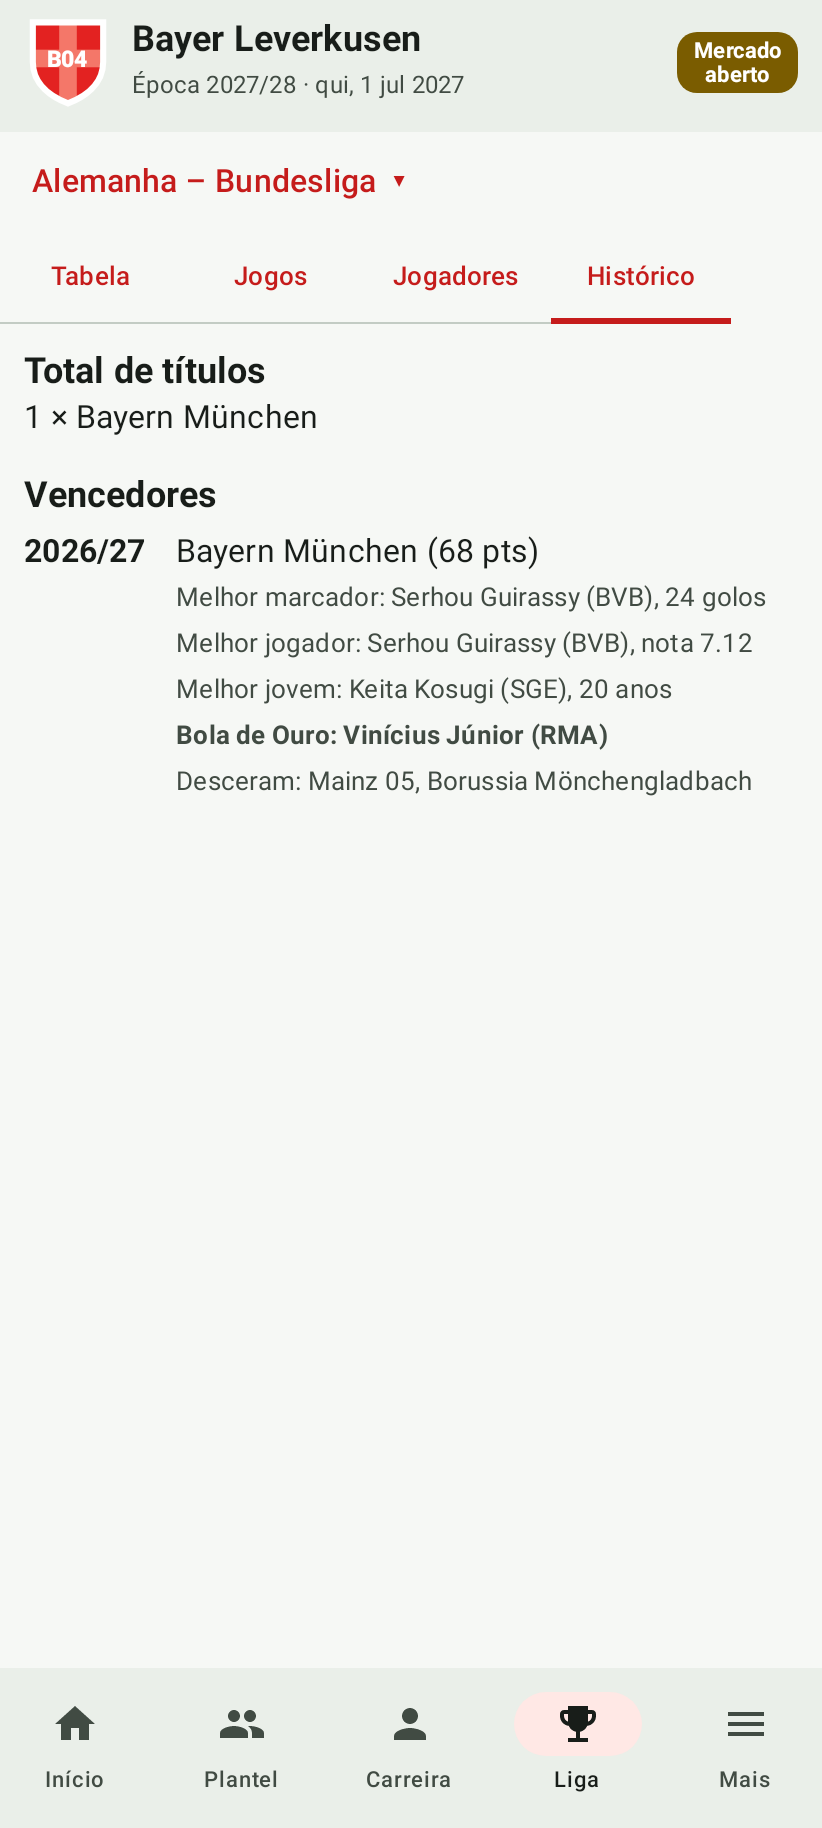 B04
Bayer Leverkusen
Época 2027/28 · qui, 1 jul 2027
Mercado
aberto
Alemanha – Bundesliga ▼
Tabela
Jogos
Jogadores
Histórico
Total de títulos
1 × Bayern München
Vencedores
2026/27 Bayern München (68 pts)
Melhor marcador: Serhou Guirassy (BVB), 24 golos
Melhor jogador: Serhou Guirassy (BVB), nota 7.12
Melhor jovem: Keita Kosugi (SGE), 20 anos
Bola de Ouro: Vinícius Júnior (RMA)
Desceram: Mainz 05, Borussia Mönchengladbach
Início
Plantel
Carreira
Liga
Mais